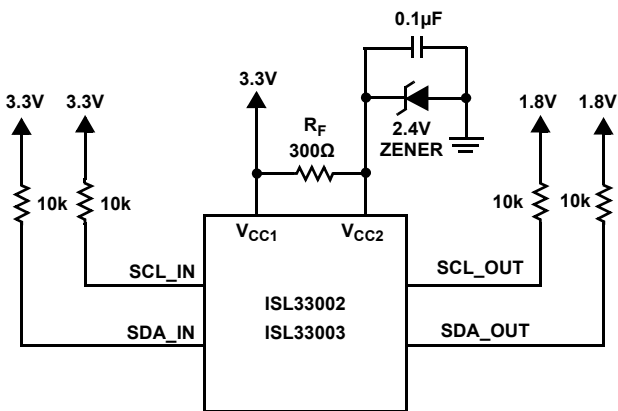 0.1µF
3.3V
3.3V 3.3V
1.8V 1.8V
2.4V
ZENER
R_F
300Ω
10k 10k
10k 10k
V_CC1 V_CC2
SCL_IN
SCL_OUT
ISL33002
SDA_IN
ISL33003
SDA_OUT